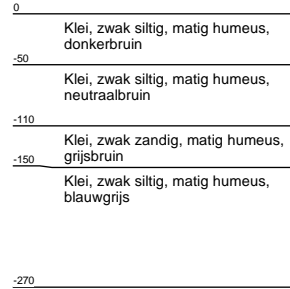 0
Klei, zwak siltig, matig humeus,
donkerbruin
-50
Klei, zwak siltig, matig humeus,
neutraalbruin
-110
Klei, zwak zandig, matig humeus,
grijsbruin
-150
Klei, zwak siltig, matig humeus,
blauwgrijs
-270